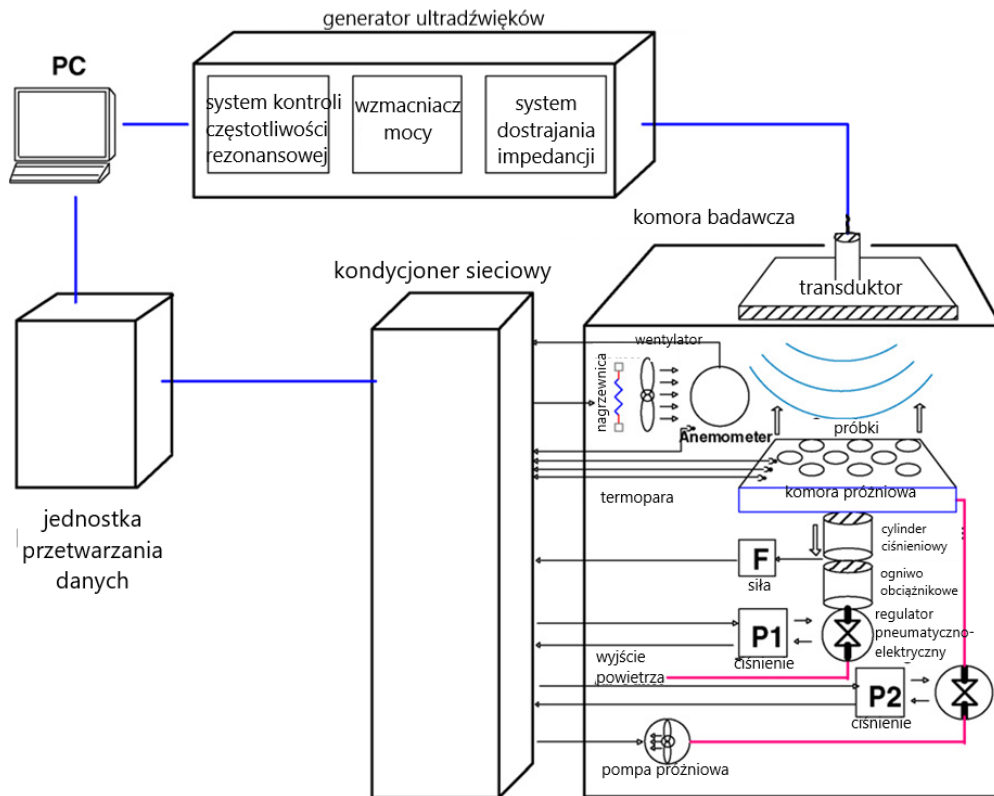 generator ultradźwięków
PC
system kontroli
częstotliwości
rezonansowej
wzmacniacz
mocy
system
dostrajania
impedancji
komora badawcza
transduktor
kondycjoner sieciowy
wentylator
nagrzewnica
Anemometer
próbki
termopara
komora próżniowa
jednostka
przetwarzania
danych
cylinder
ciśnieniowy
F
siła
ogniwo
obciążnikowe
regulator
pneumatyczno-
elektryczny
P1
ciśnienie
wyjście
powietrza
P2
ciśnienie
pompa próżniowa